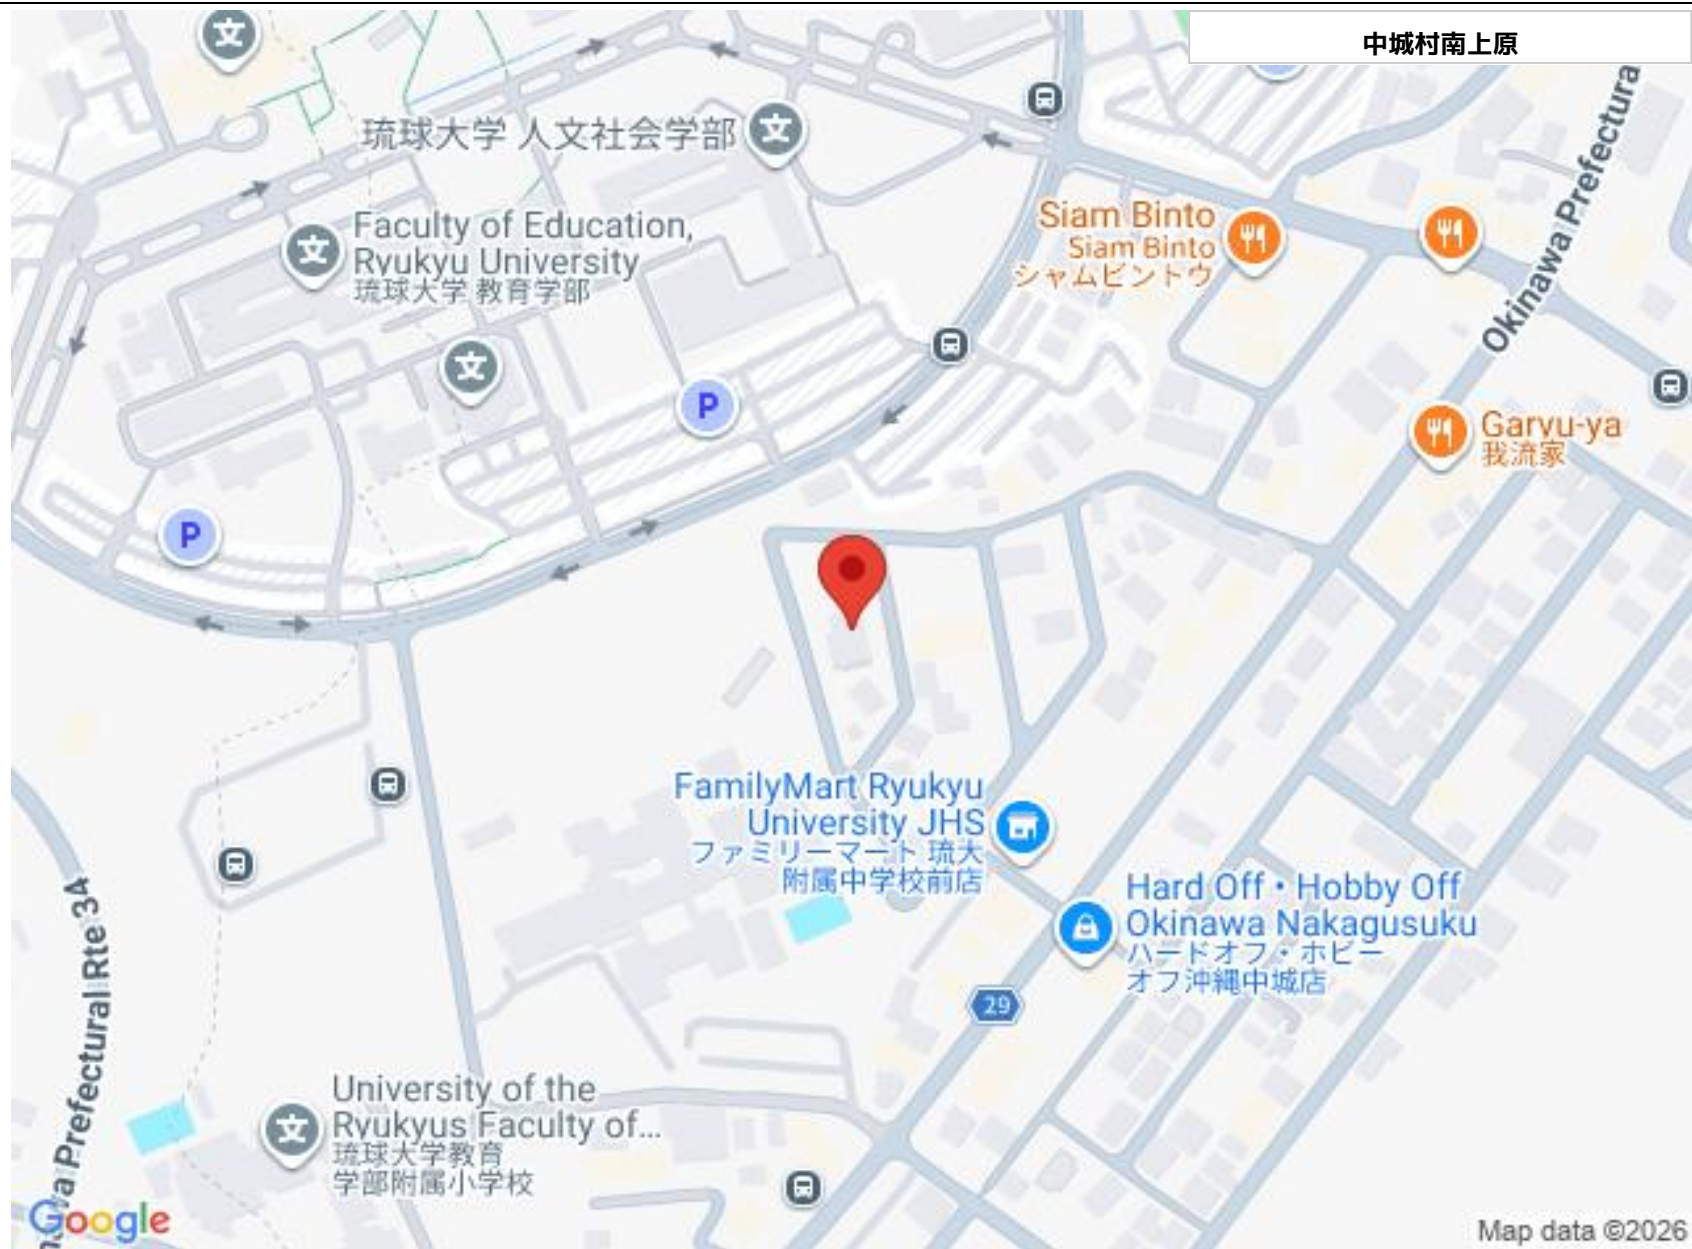 中城村南上原
文
琉球大学 人文社会学部
文
Faculty of Education,
Ryukyu University
琉球大学 教育学部
文
文
Siam Binto
Siam Binto
シャムビントウ
Okinawa Prefectura
P
Garyu-ya
我流家
P
FamilyMart Ryukyu
University JHS
ファミリーマート 琉大
附属中学校前店
Hard Off・Hobby Off
Okinawa Nakagusuku
ハードオフ・ホビー
オフ沖縄中城店
29
wa Prefectural Rte 34
University of the
Ryukyus Faculty of...
琉球大学教育
学部附属小学校
文
Google
Map data ©2026